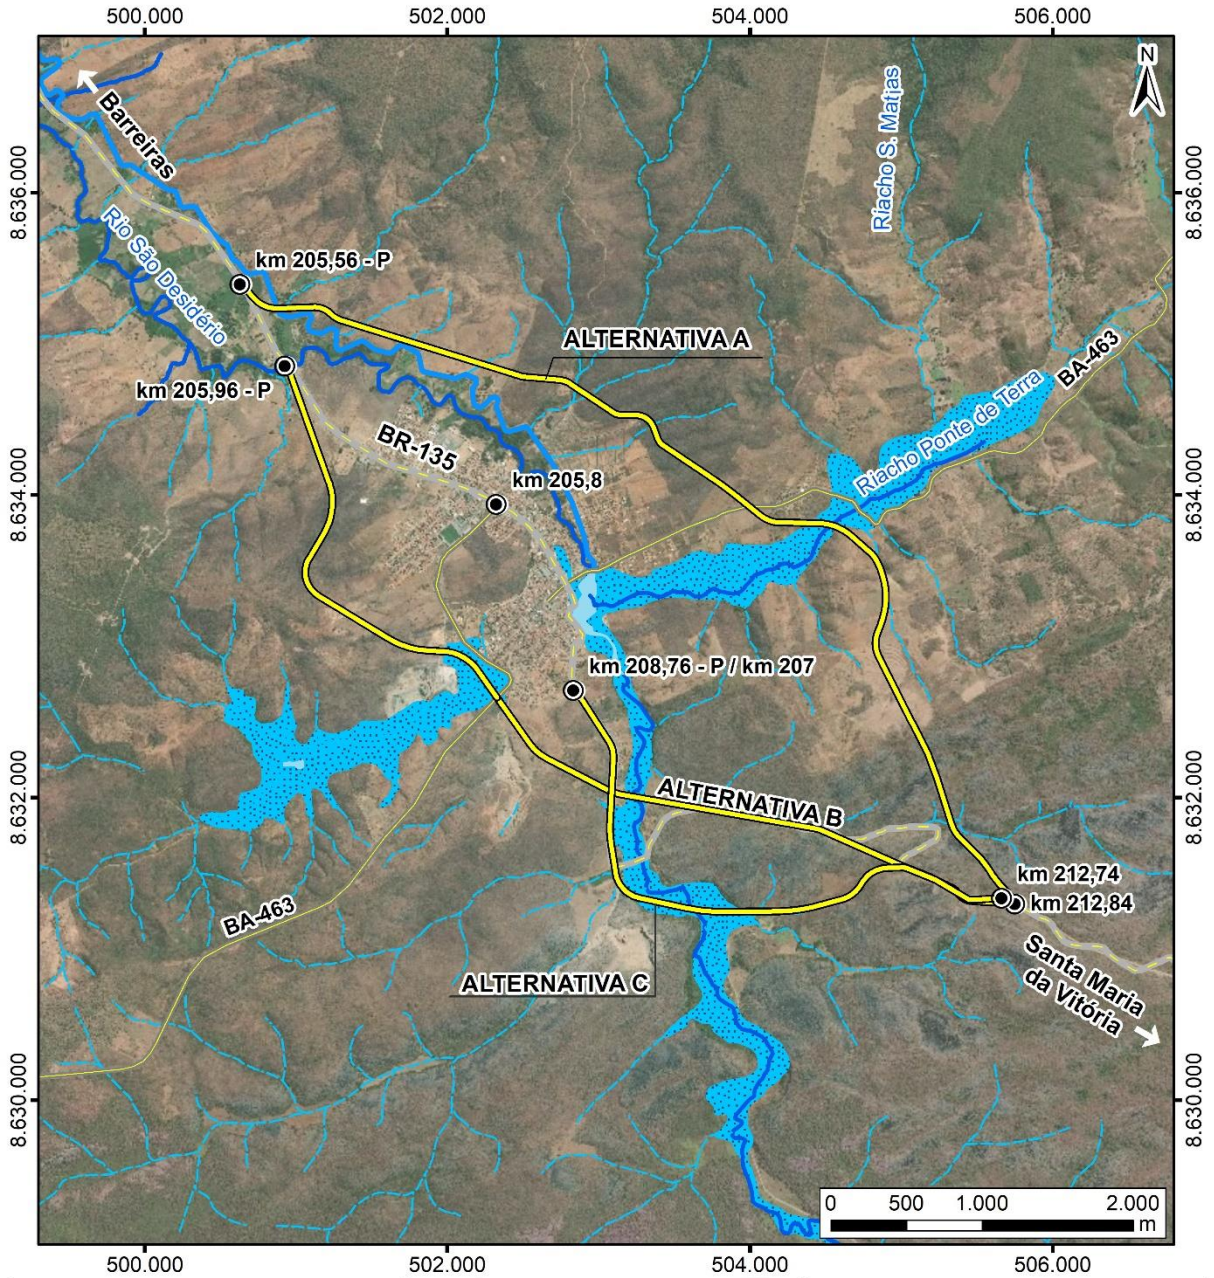 500.000
502.000
504.000
506.000
N
Barreiras
Riacho S. Matias
8.636.000
8.636.000
Rio São Desidério
km 205,56 - P
ALTERNATIVA A
BA-463
km 205,96 - P
Riacho Ponte de Terra
BR-135
km 205,8
8.634.000
8.634.000
km 208,76 - P / km 207
ALTERNATIVA B
8.632.000
8.632.000
km 212,74
km 212,84
BA-463
Santa Maria
da Vitória
ALTERNATIVA C
8.630.000
8.630.000
0 500 1.000 2.000
m
500.000
502.000
504.000
506.000